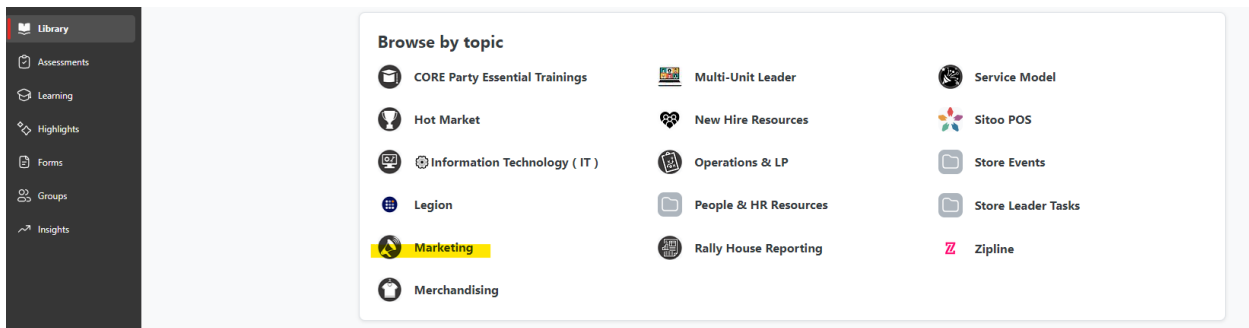 Library
Assessments
Learning
Highlights
Forms
Groups
Insights
Browse by topic
CORE Party Essential Trainings
Hot Market
Information Technology ( IT )
Legion
Marketing
Merchandising
Multi-Unit Leader
New Hire Resources
Operations & LP
People & HR Resources
Rally House Reporting
Service Model
Sitoo POS
Store Events
Store Leader Tasks
Z Zipline